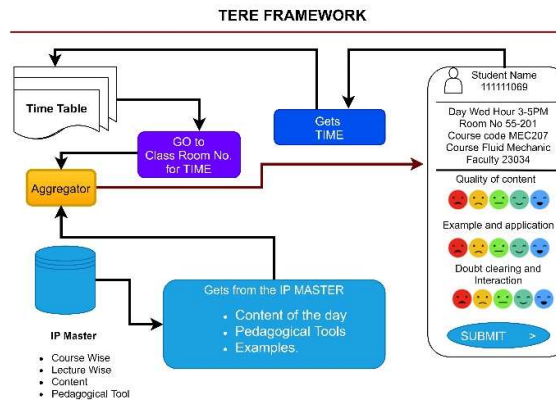 TERE FRAMEWORK
Time Table
Gets
TIME
GO to
Class Room No.
for TIME
Aggregator
IP Master
• Course Wise
• Lecture Wise
• Content
• Pedagogical Tool
Gets from the IP MASTER
• Content of the day
• Pedagogical Tools
• Examples.
Student Name
111111069
Day Wed Hour 3-5PM
Room No 55-201
Course code MEC207
Course Fluid Mechanic
Faculty 23034
Quality of content
Example and application
Doubt clearing and
Interaction
SUBMIT >